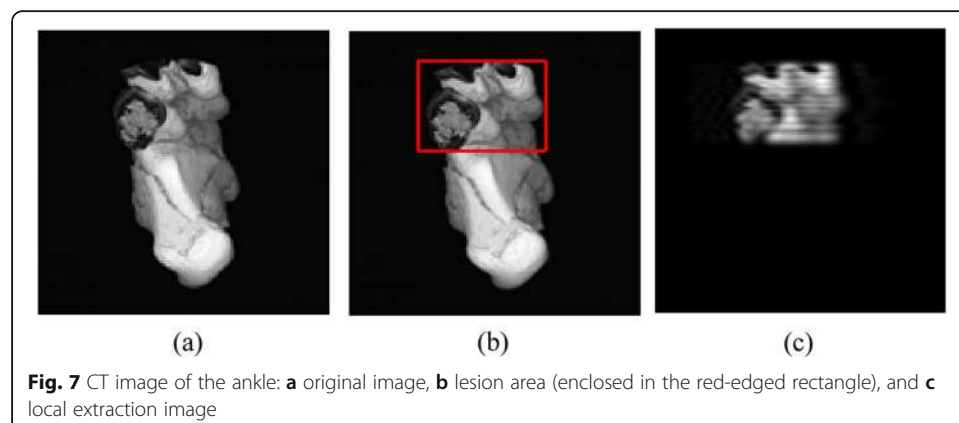 (a) (b) (c)
Fig. 7 CT image of the ankle: a original image, b lesion area (enclosed in the red-edged rectangle), and c
local extraction image